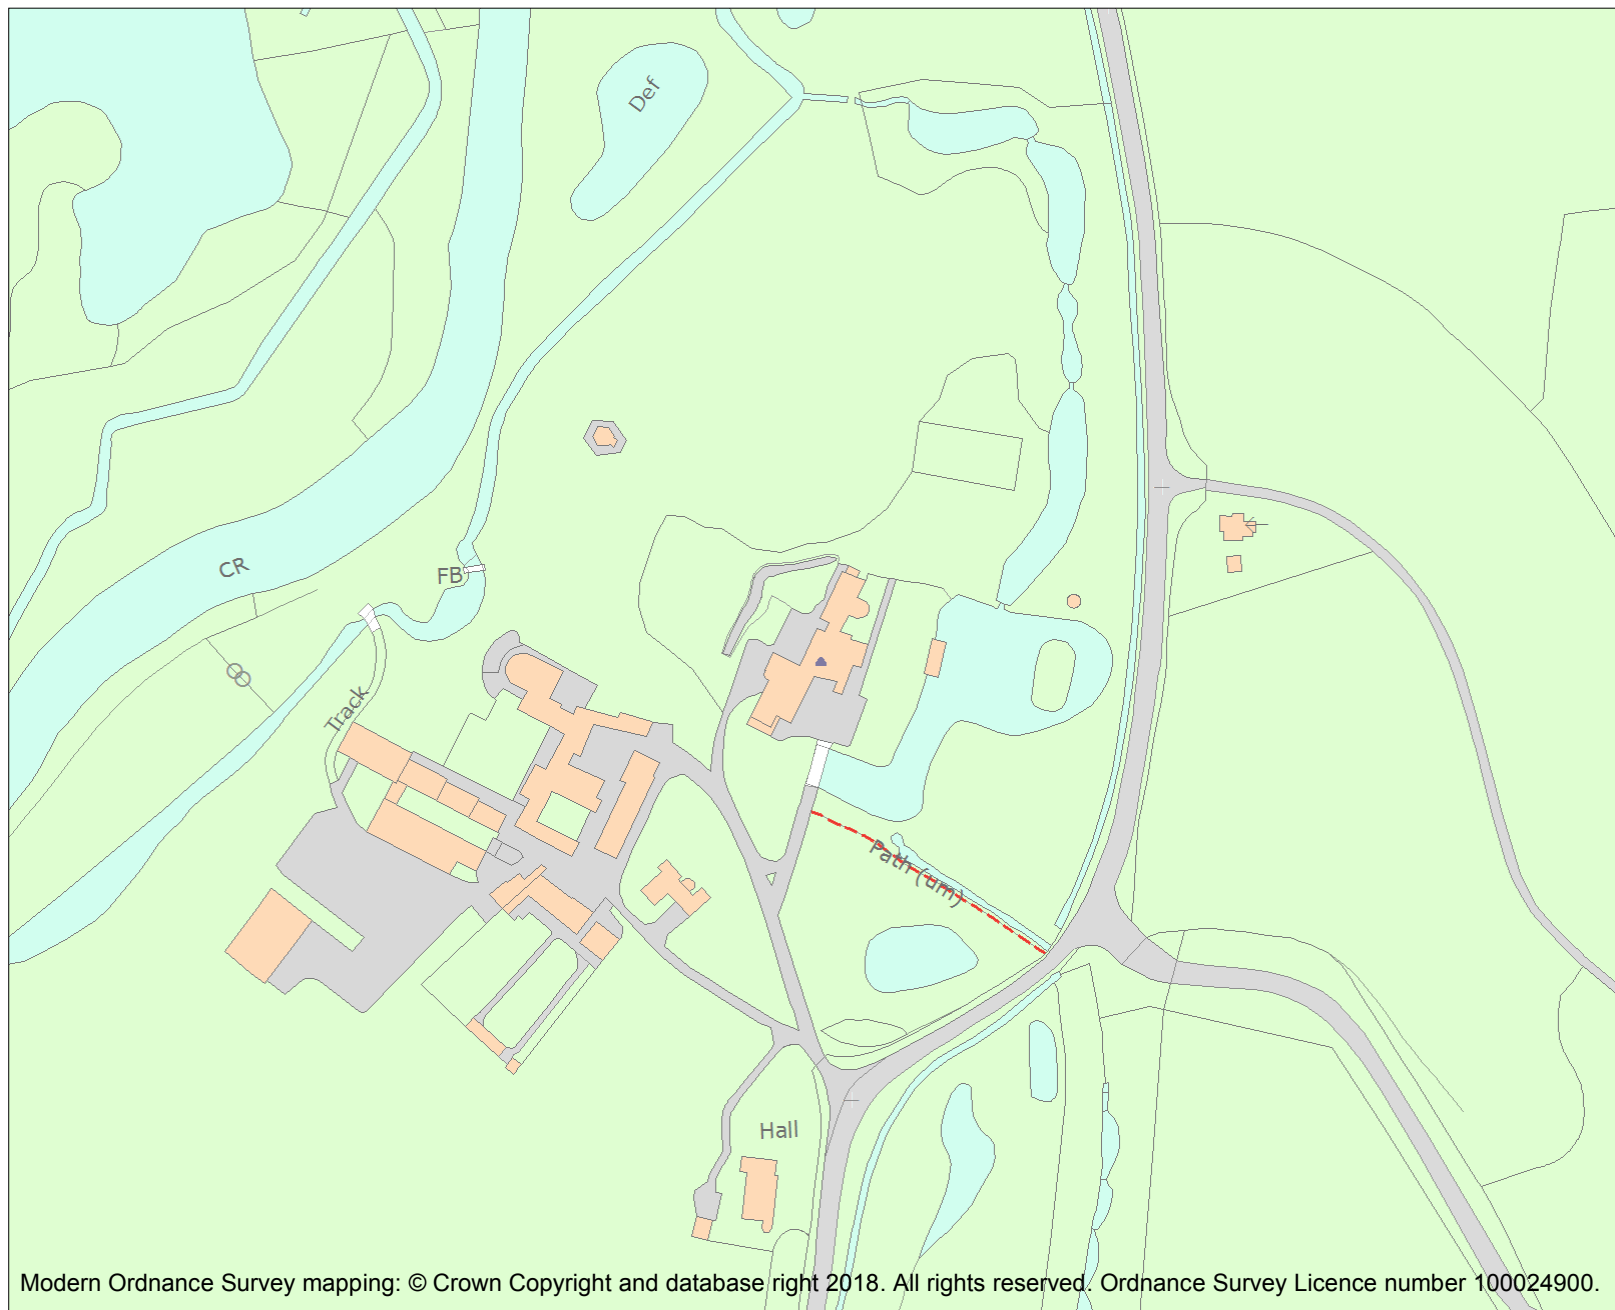 Def
CR
FB
Track
Path (um)
Hall
Modern Ordnance Survey mapping: © Crown Copyright and database right 2018. All rights reserved. Ordnance Survey Licence number 100024900.